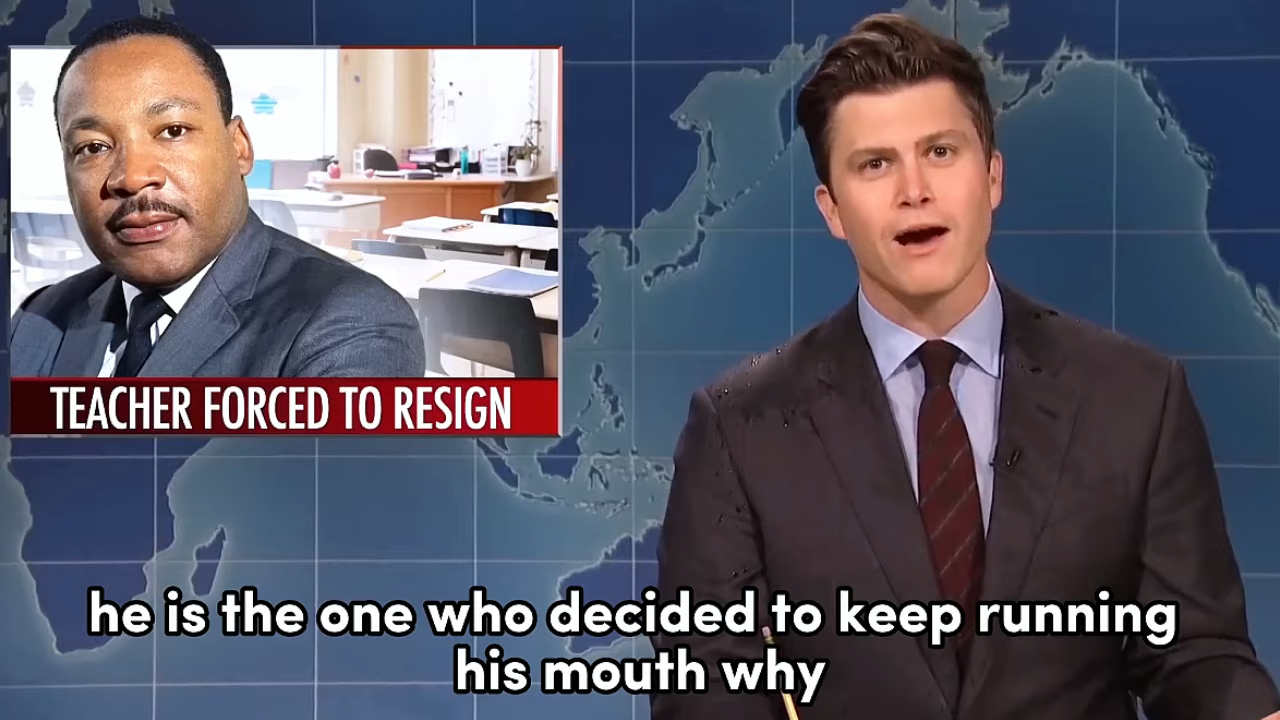 TEACHER FORCED TO RESIGN
he is the one who decided to keep running
his mouth why